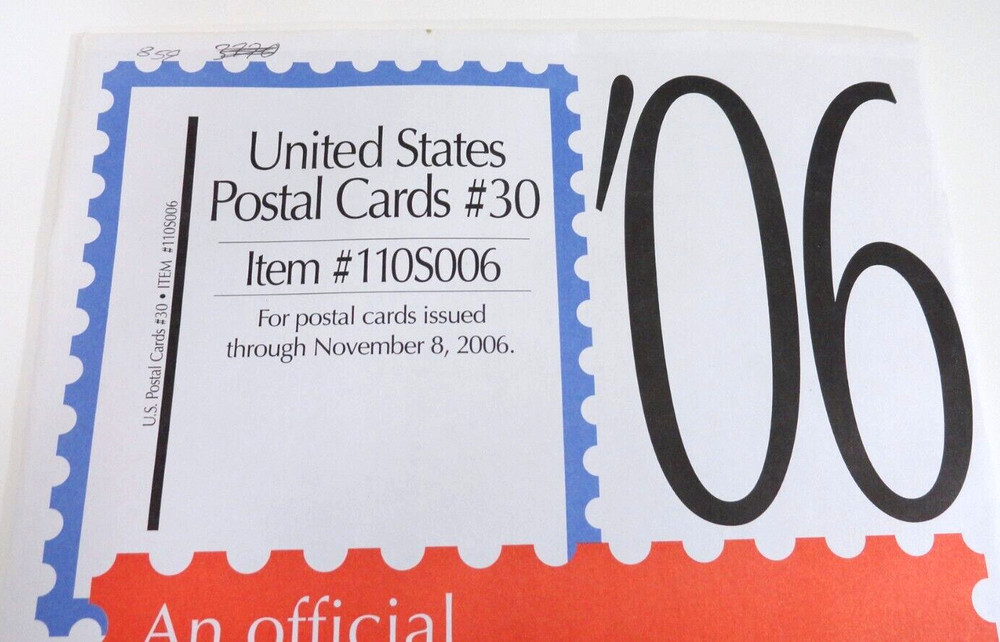 859
United States
Postal Cards #30
Item #110S006
For postal cards issued
through November 8, 2006.
U.S. Postal Cards #30 • ITEM #110S006
'06
An official